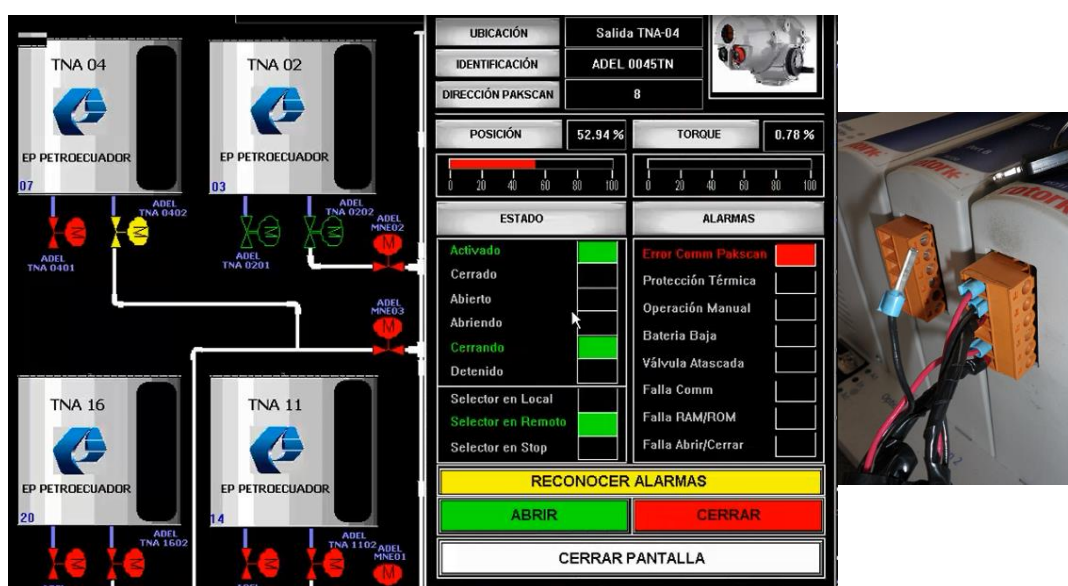 TNA 04
EP PETROECUADOR
07
ADEL
TNA 0401
ADEL
TNA 0402
TNA 02
EP PETROECUADOR
03
ADEL
TNA 0201
ADEL
TNA 0202
ADEL
MNE02
M
ADEL
MNE03
M
TNA 16
EP PETROECUADOR
20
ADEL
TNA 1602
TNA 11
EP PETROECUADOR
14
ADEL
TNA 1102
ADEL
MNE01
M
UBICACIÓN
Salida TNA-04
IDENTIFICACIÓN
ADEL 0045TN
DIRECCIÓN PAKSCAN
8
POSICIÓN
52.94 %
TORQUE
0.78 %
0 20 40 60 80 100
0 20 40 60 80 100
ESTADO
Activado
Cerrado
Abierto
Abriendo
Cerrando
Detenido
Selector en Local
Selector en Remoto
Selector en Stop
ALARMAS
Error Comm Pakscan
Protección Térmica
Operación Manual
Bateria Baja
Válvula Atascada
Falla Comm
Falla RAM/ROM
Falla Abrir/Cerrar
RECONOCER ALARMAS
ABRIR
CERRAR
CERRAR PANTALLA
rotork